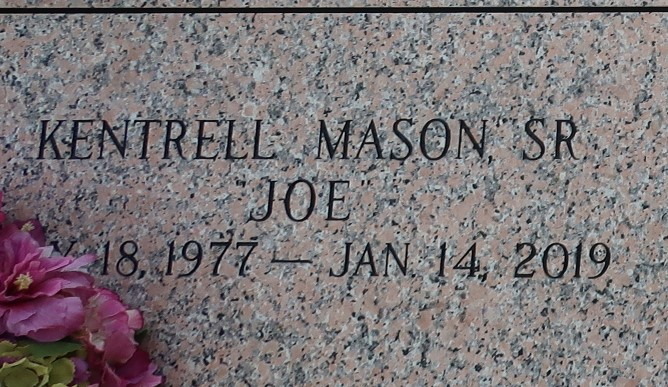 KENTRELL MASON, SR
"JOE"
18, 1977 — JAN. 14, 2019